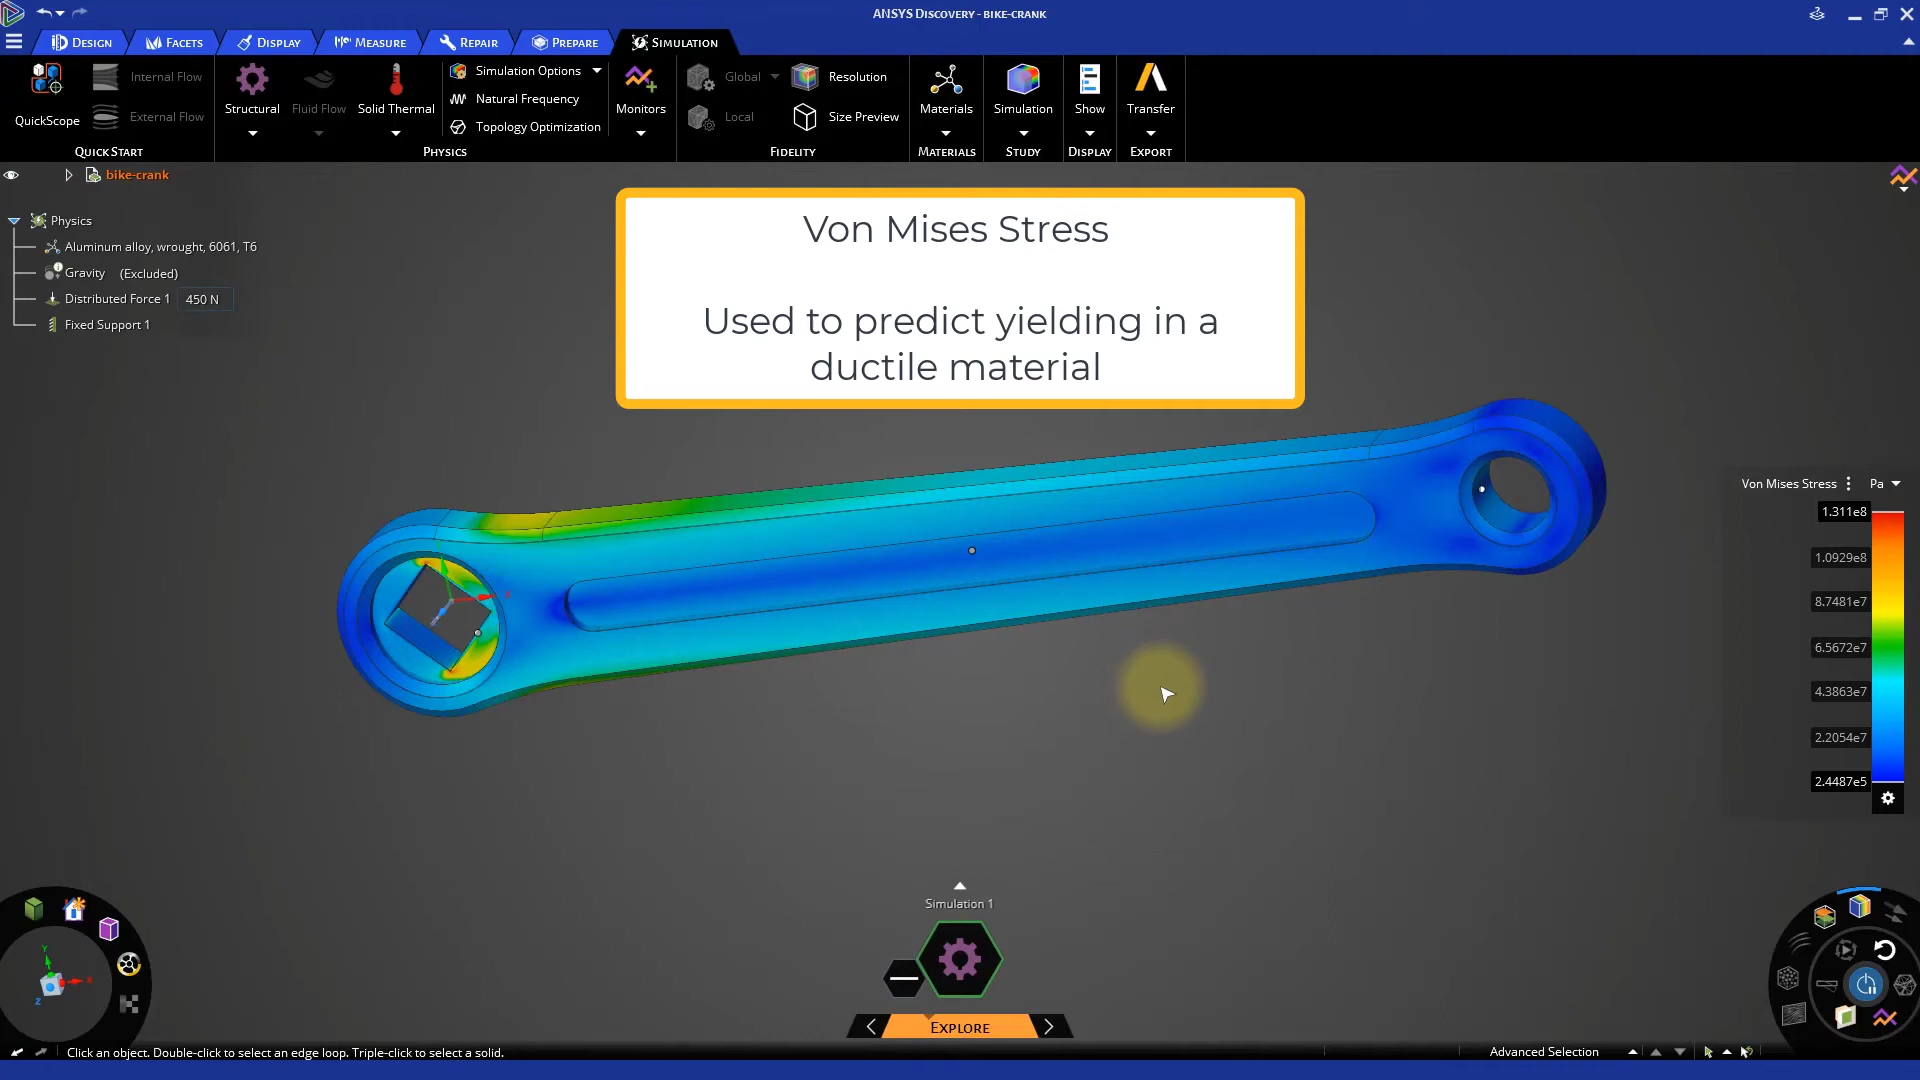 ANSYS Discovery - bike-crank
Design
Facets
Display
Measure
Repair
Prepare
Simulation
QuickScope
Internal Flow
External Flow
Quick Start
Structural
Fluid Flow
Solid Thermal
Simulation Options
Natural Frequency
Topology Optimization
Physics
Monitors
Global
Local
Resolution
Size Preview
Fidelity
Materials
Materials
Simulation
Study
Show
Display
Transfer
Export
bike-crank
Physics
Aluminum alloy, wrought, 6061, T6
Gravity (Excluded)
Distributed Force 1 450 N
Fixed Support 1
Von Mises Stress
Used to predict yielding in a
ductile material
Von Mises Stress Pa
1.311e8
1.0929e8
8.7481e7
6.5672e7
4.3863e7
2.2054e7
2.4487e5
Simulation 1
Explore
Y
X
Z
Click an object. Double-click to select an edge loop. Triple-click to select a solid.
Advanced Selection